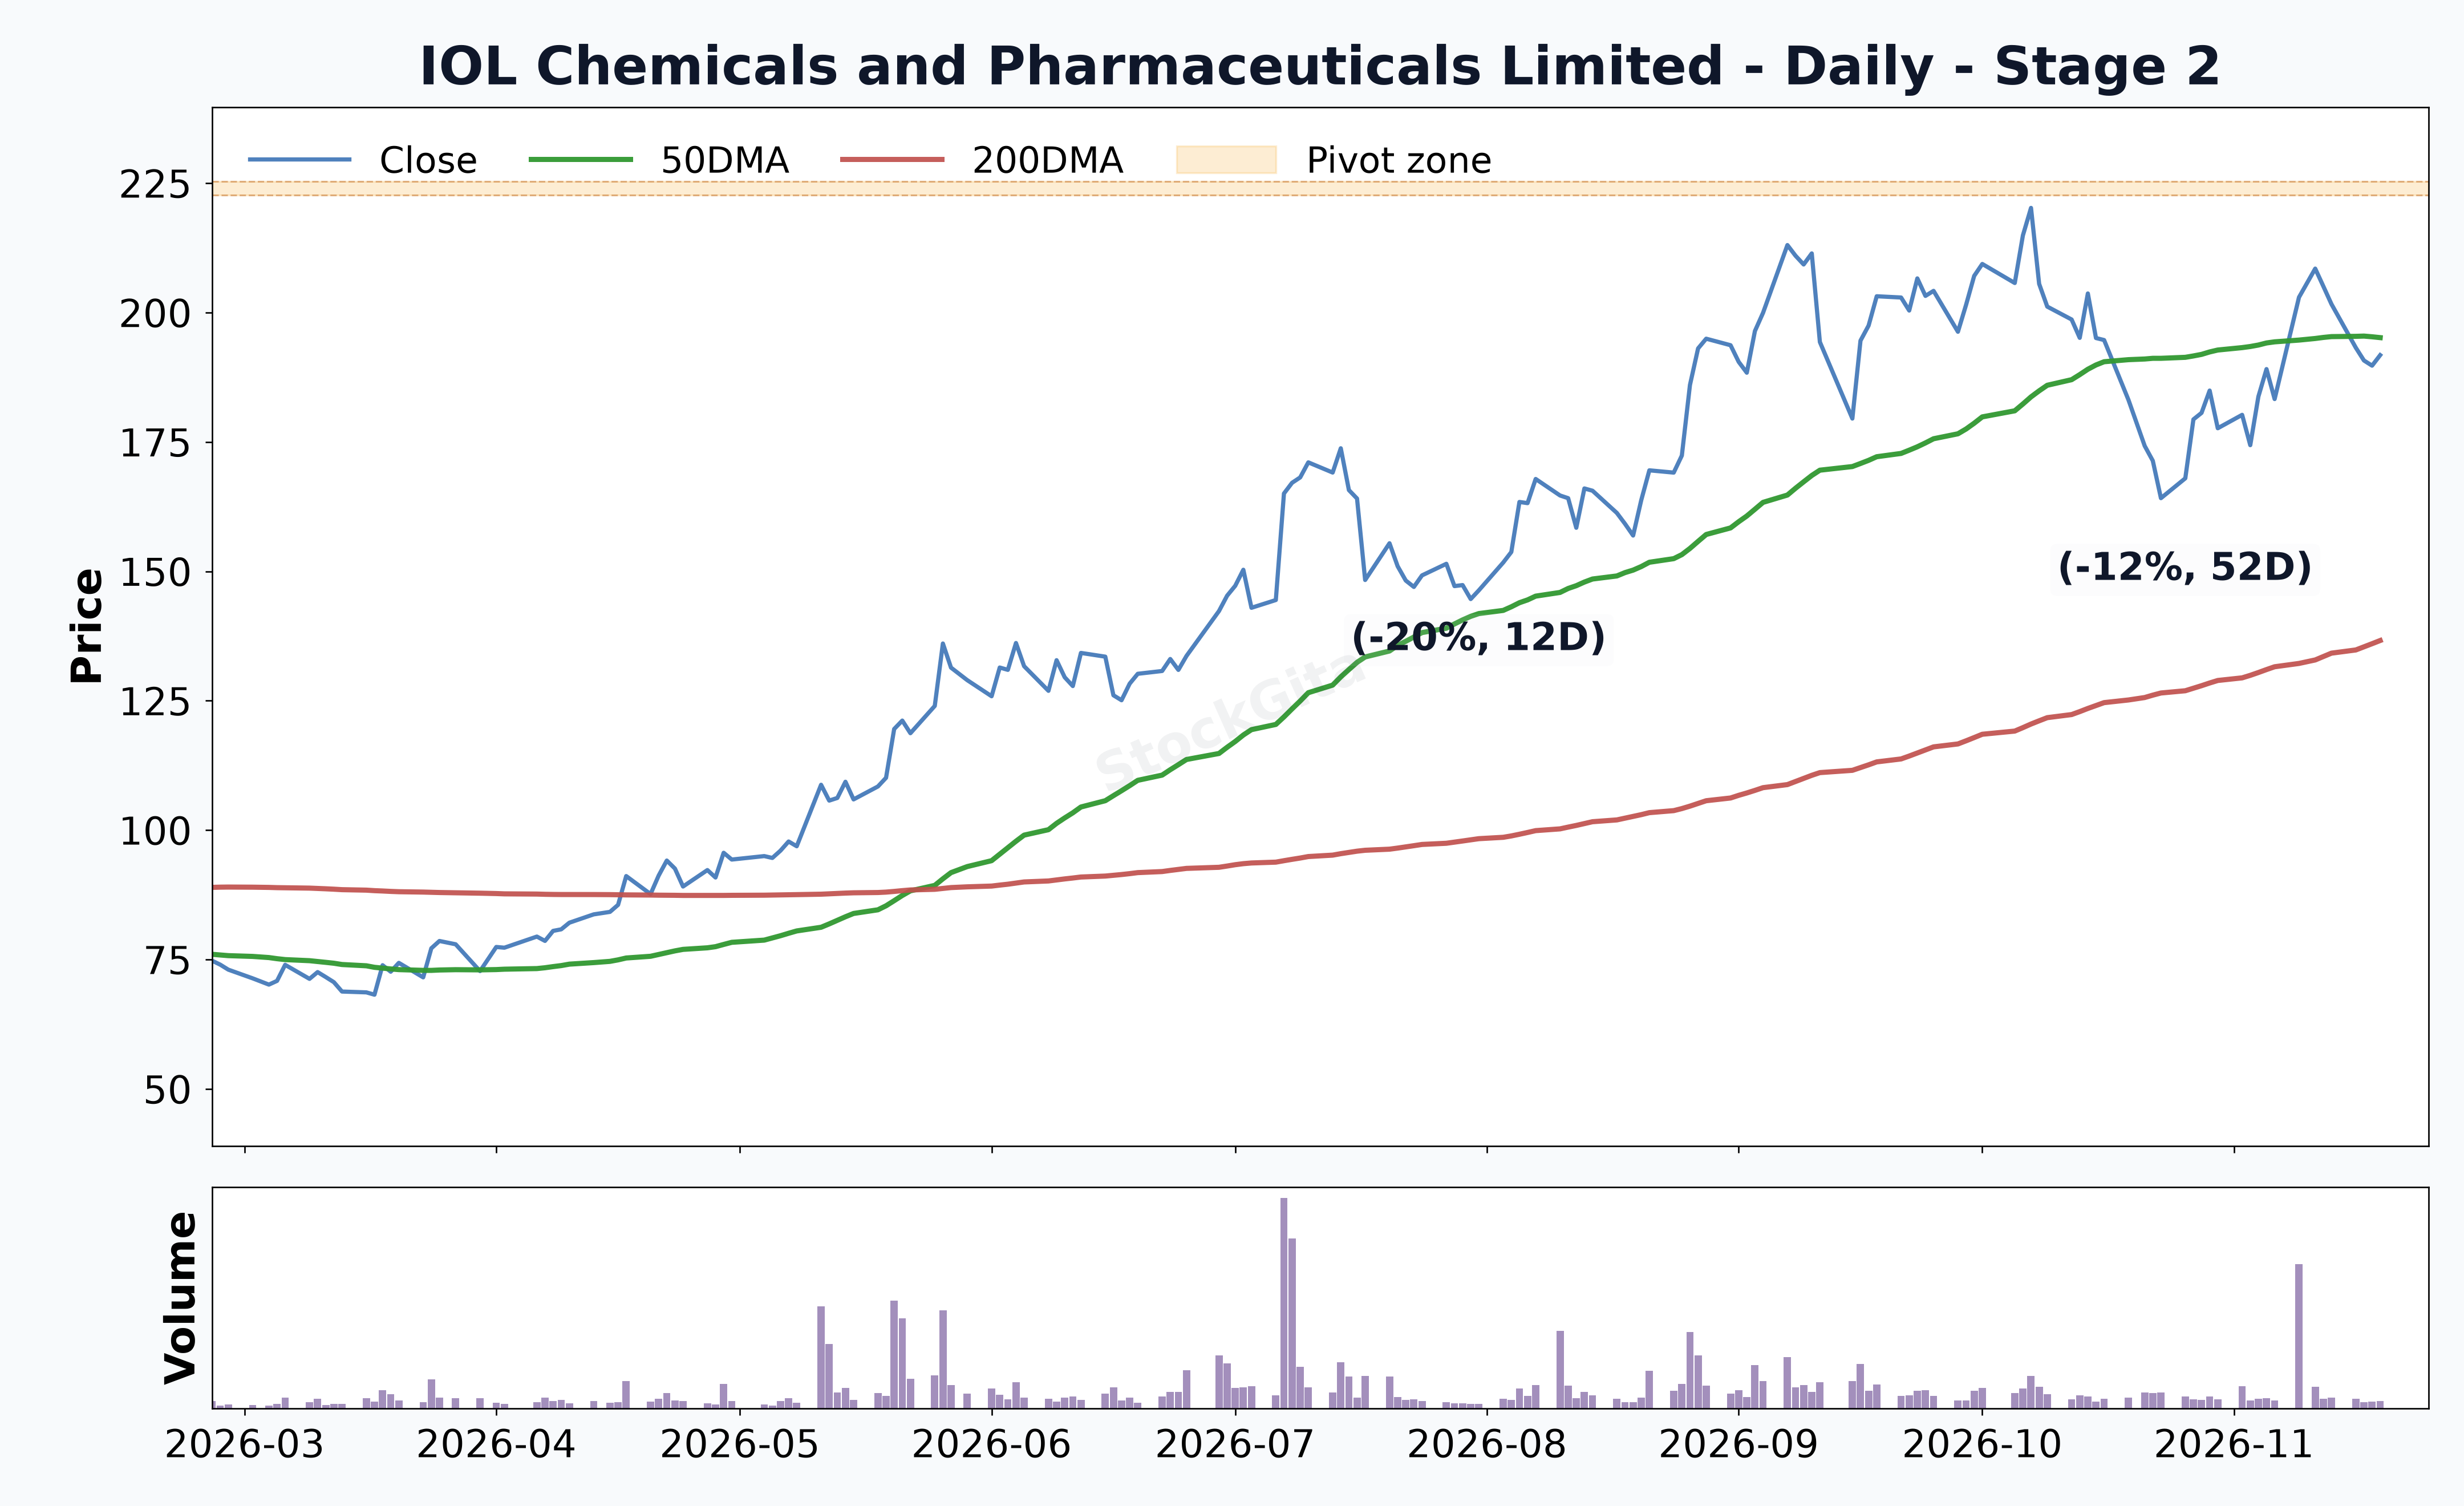 IOL Chemicals and Pharmaceuticals Limited - Daily - Stage 2
Close 50DMA 200DMA Pivot zone
Price
225
200
175
150
125
100
75
50
(-12%, 52D)
(-20%, 12D)
StockGita
Volume
2026-03 2026-04 2026-05 2026-06 2026-07 2026-08 2026-09 2026-10 2026-11